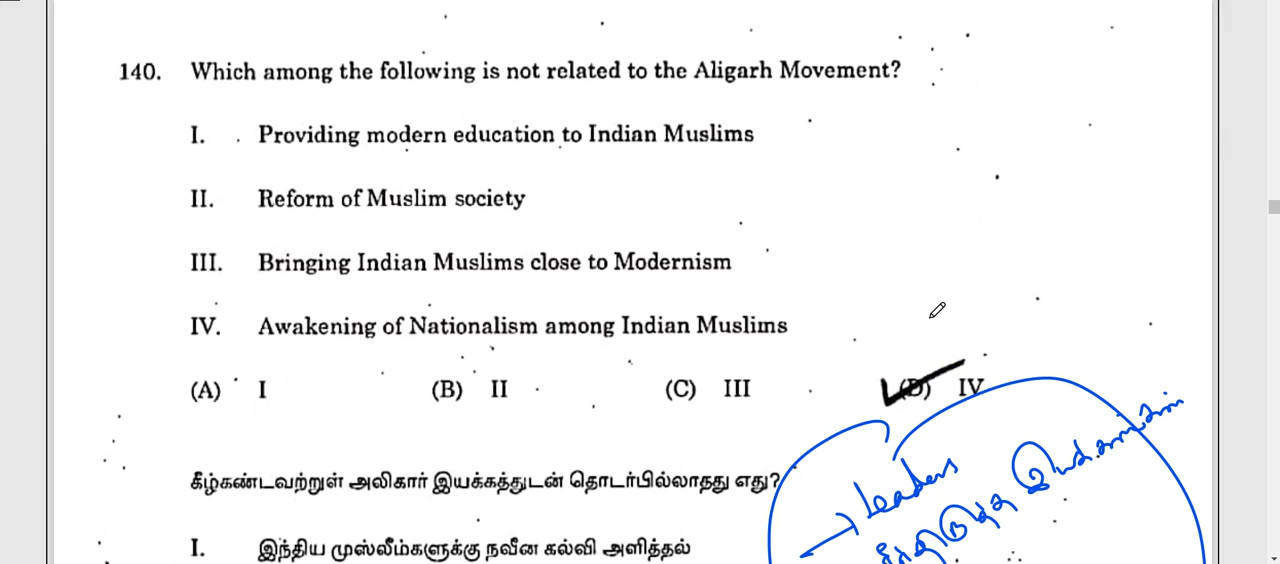 140. Which among the following is not related to the Aligarh Movement?
I. Providing modern education to Indian Muslims
II. Reform of Muslim society
III. Bringing Indian Muslims close to Modernism
IV. Awakening of Nationalism among Indian Muslims
(A) I (B) II (C) III (D) IV
கீழ்கண்டவற்றுள் அலிகார் இயக்கத்துடன் தொடர்பில்லாதது எது?
→ Leaders
I. இந்திய முஸ்லீம்களுக்கு நவீன கல்வி அளித்தல்